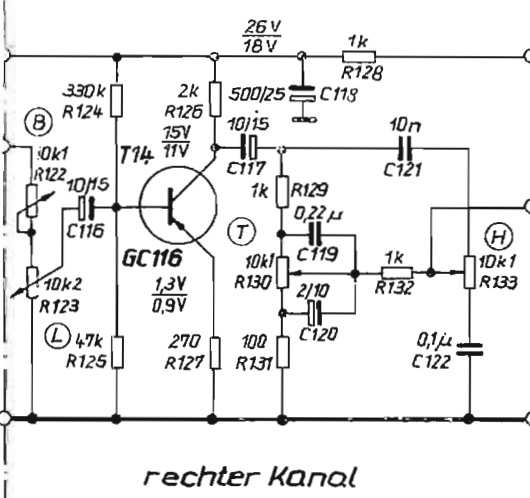 26V
18V
1k
R128
330k
R124
2k
R126
500/25
C118
B
15V
11V
10/15
C117
10n
C121
10k1
R122
T14
10/15
C116
1k
R129
0,22µ
C119
T
H
GC116
10k1
R130
1k
R132
10k1
R133
10k2
R123
1,3V
0,9V
2/10
C120
L
47k
R125
270
R127
100
R131
0,1µ
C122
rechter Kanal